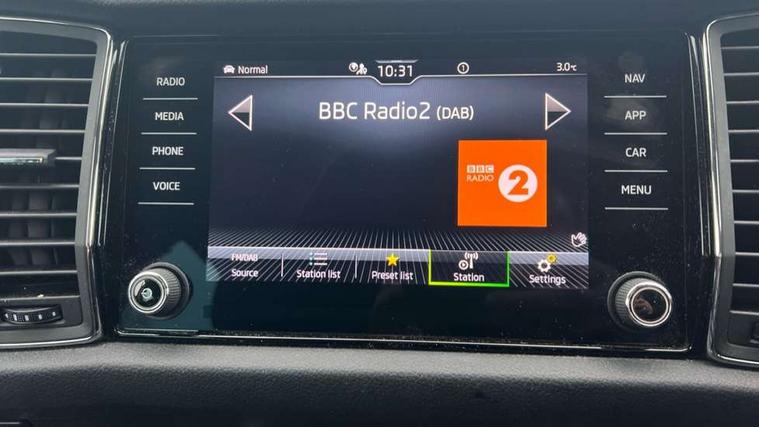 Normal
10:31
3.0°C
RADIO
MEDIA
PHONE
VOICE
BBC Radio2 (DAB)
BBC
RADIO
2
FM/DAB
Source
Station list
Preset list
Station
Settings
NAV
APP
CAR
MENU